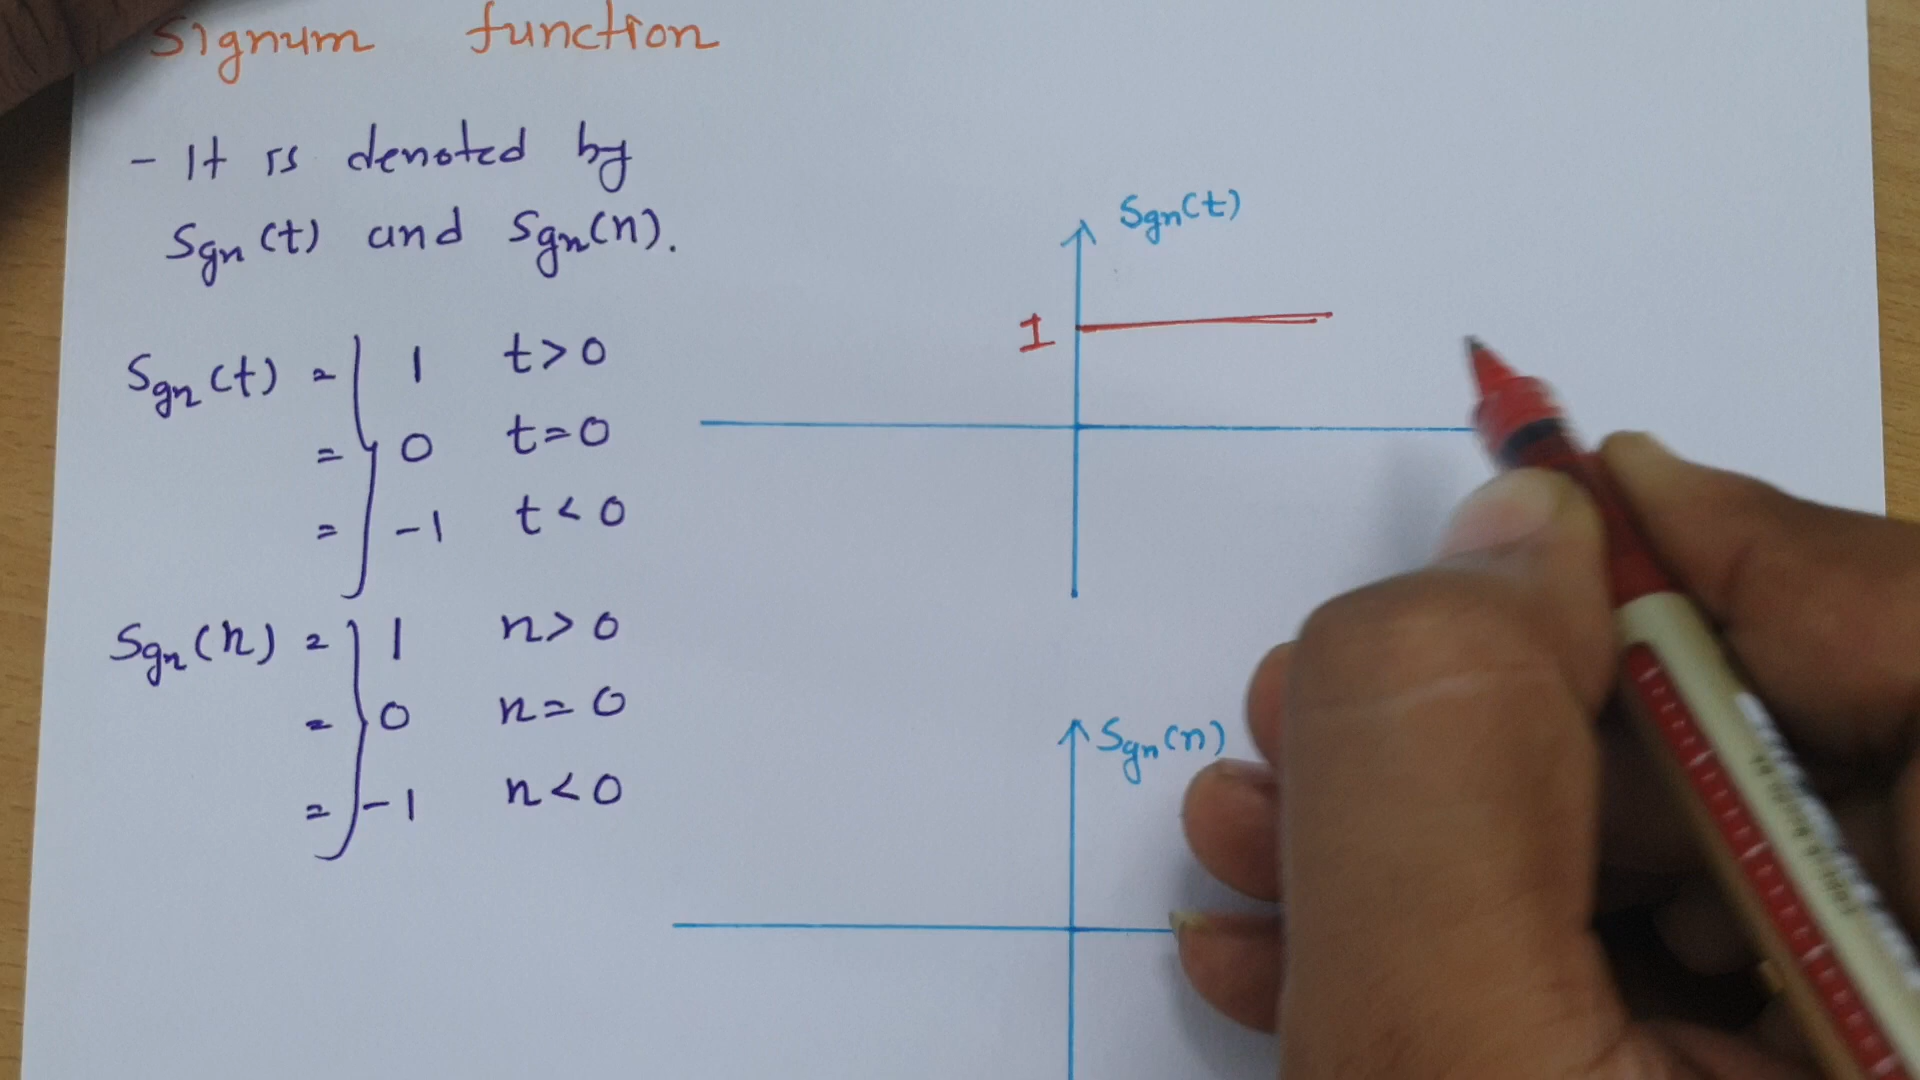 Signum function
- It is denoted by
Sgn(t) and Sgn(n).
Sgn(t) = 1 t>0
= 0 t=0
= -1 t<0
Sgn(n) = 1 n>0
= 0 n=0
= -1 n<0
Sgn(t)
1
Sgn(n)